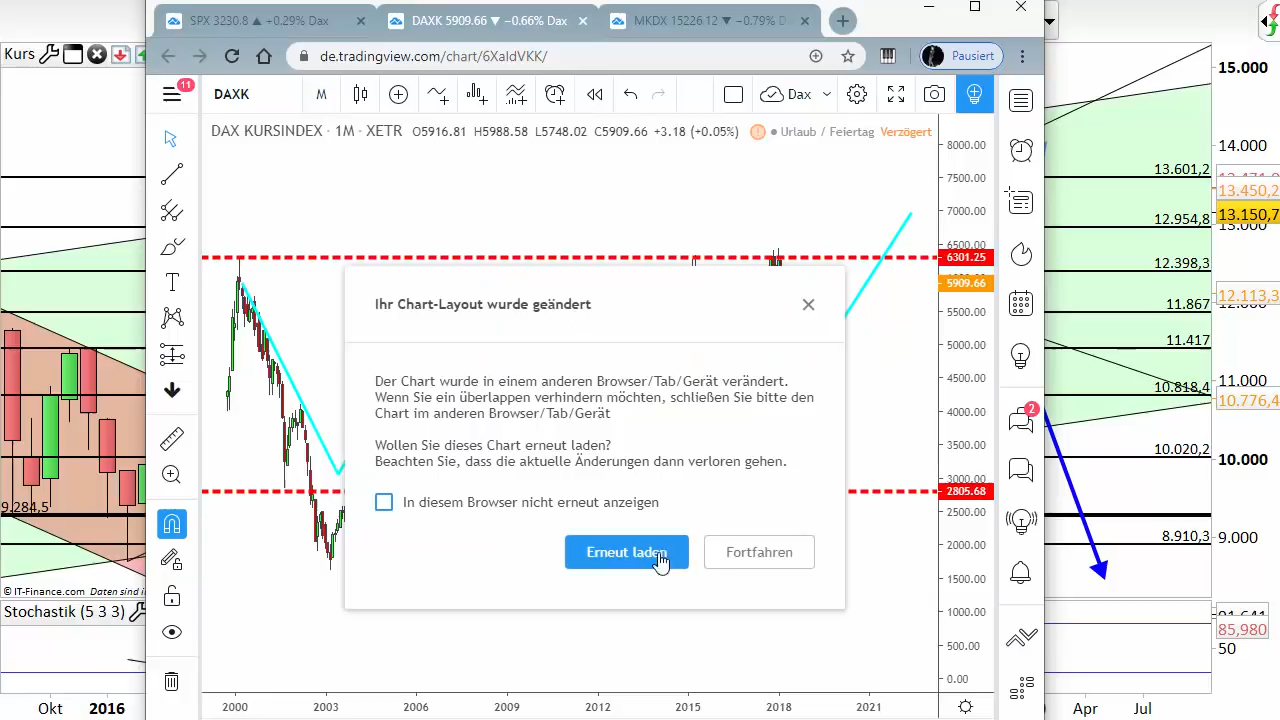 SPX 3230.8 ▲ +0.29% Dax
DAXK 5909.66 ▼ −0.66% Dax
MKDX 15226.12 ▼ −0.79% D
de.tradingview.com/chart/6XaldVKK/
Pausiert
Kurs
11
DAXK
M
Dax
DAX KURSINDEX · 1M · XETR O5916.81 H5988.58 L5748.02 C5909.66 +3.18 (+0.05%)
Urlaub / Feiertag Verzögert
8000.00
7500.00
7000.00
6500.00
6301.25
5909.66
5500.00
5000.00
4500.00
4000.00
3500.00
3000.00
2805.68
2500.00
2000.00
1500.00
1000.00
500.00
0.00
Ihr Chart-Layout wurde geändert
Der Chart wurde in einem anderen Browser/Tab/Gerät verändert.
Wenn Sie ein überlappen verhindern möchten, schließen Sie bitte den
Chart im anderen Browser/Tab/Gerät
Wollen Sie dieses Chart erneut laden?
Beachten Sie, dass die aktuelle Änderungen dann verloren gehen.
In diesem Browser nicht erneut anzeigen
Erneut laden
Fortfahren
2000
2003
2006
2009
2012
2015
2018
2021
2
9.284,5
© IT-Finance.com Daten sind i
Stochastik (5 3 3)
Okt
2016
15.000
14.000
13.601,2
13.450,2
13.150,7
12.954,8
13.000
12.398,3
12.113,3
11.867
11.417
11.000
10.818,4
10.776,4
10.020,2
10.000
8.910,3
9.000
85,980
50
Apr
Jul